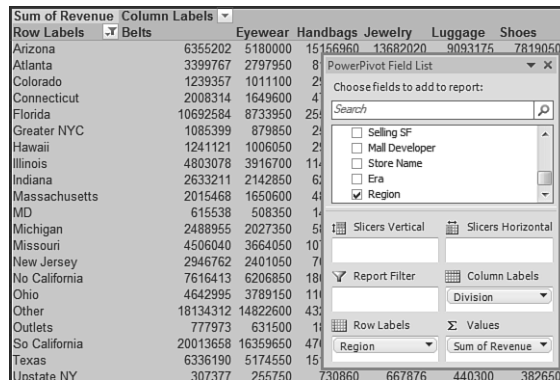 Sum of Revenue Column Labels
Row Labels Belts Eyewear Handbags Jewelry Luggage Shoes
Arizona 6355202 5180000 15156960 13682020 9093175 7819050
Atlanta 3399767 2797950
Colorado 1239357 1011100
Connecticut 2008314 1649600
Florida 10692584 8733950
Greater NYC 1085399 879850
Hawaii 1241121 1006050
Illinois 4803078 3916700
Indiana 2633211 2142850
Massachusetts 2015468 1650600
MD 615538 508350
Michigan 2488955 2027350
Missouri 4506040 3664050
New Jersey 2946762 2401050
No California 7616413 6206850
Ohio 4642995 3789150
Other 18134312 14822600
Outlets 777973 631500
So California 20013658 16359650
Texas 6336190 5174550
Upstate NY 307377 255750 730860 667876 440300 382650
PowerPivot Field List
Choose fields to add to report:
Search
Selling SF
Mall Developer
Store Name
Era
Region
Slicers Vertical Slicers Horizontal
Report Filter Column Labels
Division
Row Labels Σ Values
Region Sum of Revenue